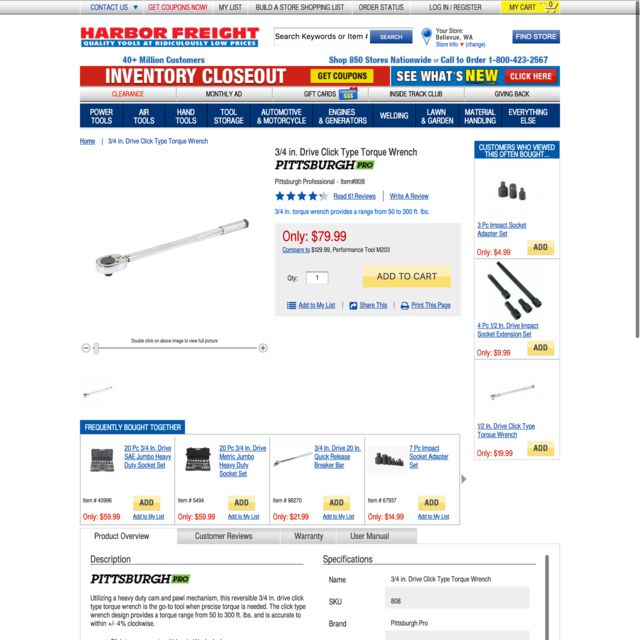 CONTACT US
GET COUPONS NOW!
MY LIST
BUILD A STORE SHOPPING LIST
ORDER STATUS
LOG IN / REGISTER
MY CART
HARBOR FREIGHT
QUALITY TOOLS AT RIDICULOUSLY LOW PRICES
Search Keywords or Item #
SEARCH
Your Store:
Bellevue, WA
Store Info (change)
FIND STORE
40+ Million Customers
Shop 850 Stores Nationwide or Call to Order 1-800-423-2567
INVENTORY CLOSEOUT
GET COUPONS
SEE WHAT'S NEW
CLICK HERE
CLEARANCE
MONTHLY AD
GIFT CARDS
INSIDE TRACK CLUB
GIVING BACK
POWER TOOLS
AIR TOOLS
HAND TOOLS
TOOL STORAGE
AUTOMOTIVE & MOTORCYCLE
ENGINES & GENERATORS
WELDING
LAWN & GARDEN
MATERIAL HANDLING
EVERYTHING ELSE
Home | 3/4 in. Drive Click Type Torque Wrench
3/4 in. Drive Click Type Torque Wrench
PITTSBURGH PRO
Pittsburgh Professional - Item#808
Read 61 Reviews | Write A Review
3/4 in. torque wrench provides a range from 50 to 300 ft. lbs.
Only: $79.99
Compare to $129.99, Performance Tool M203
Qty: 1
ADD TO CART
Add to My List | Share This | Print This Page
Double click on above image to view full picture
CUSTOMERS WHO VIEWED
THIS OFTEN BOUGHT...
3 Pc Impact Socket
Adapter Set
Only: $4.99
ADD
4 Pc 1/2 In. Drive Impact
Socket Extension Set
Only: $9.99
ADD
1/2 in. Drive Click Type
Torque Wrench
Only: $19.99
ADD
FREQUENTLY BOUGHT TOGETHER
20 Pc 3/4 In. Drive
SAE Jumbo Heavy
Duty Socket Set
Item # 40996
ADD
Only: $59.99
Add to My List
20 Pc 3/4 In. Drive
Metric Jumbo
Heavy Duty
Socket Set
Item # 5494
ADD
Only: $59.99
Add to My List
3/4 In. Drive 20 In.
Quick Release
Breaker Bar
Item # 98270
ADD
Only: $21.99
Add to My List
7 Pc Impact
Socket Adapter
Set
Item # 67937
ADD
Only: $14.99
Add to My List
Product Overview
Customer Reviews
Warranty
User Manual
Description
PITTSBURGH PRO
Utilizing a heavy duty cam and pawl mechanism, this reversible 3/4 in. drive click
type torque wrench is the go-to tool when precise torque is needed. The click type
wrench design provides a torque range from 50 to 300 ft. lbs. and is accurate to
within +/- 4% clockwise.
Specifications
Name
3/4 in. Drive Click Type Torque Wrench
SKU
808
Brand
Pittsburgh Pro